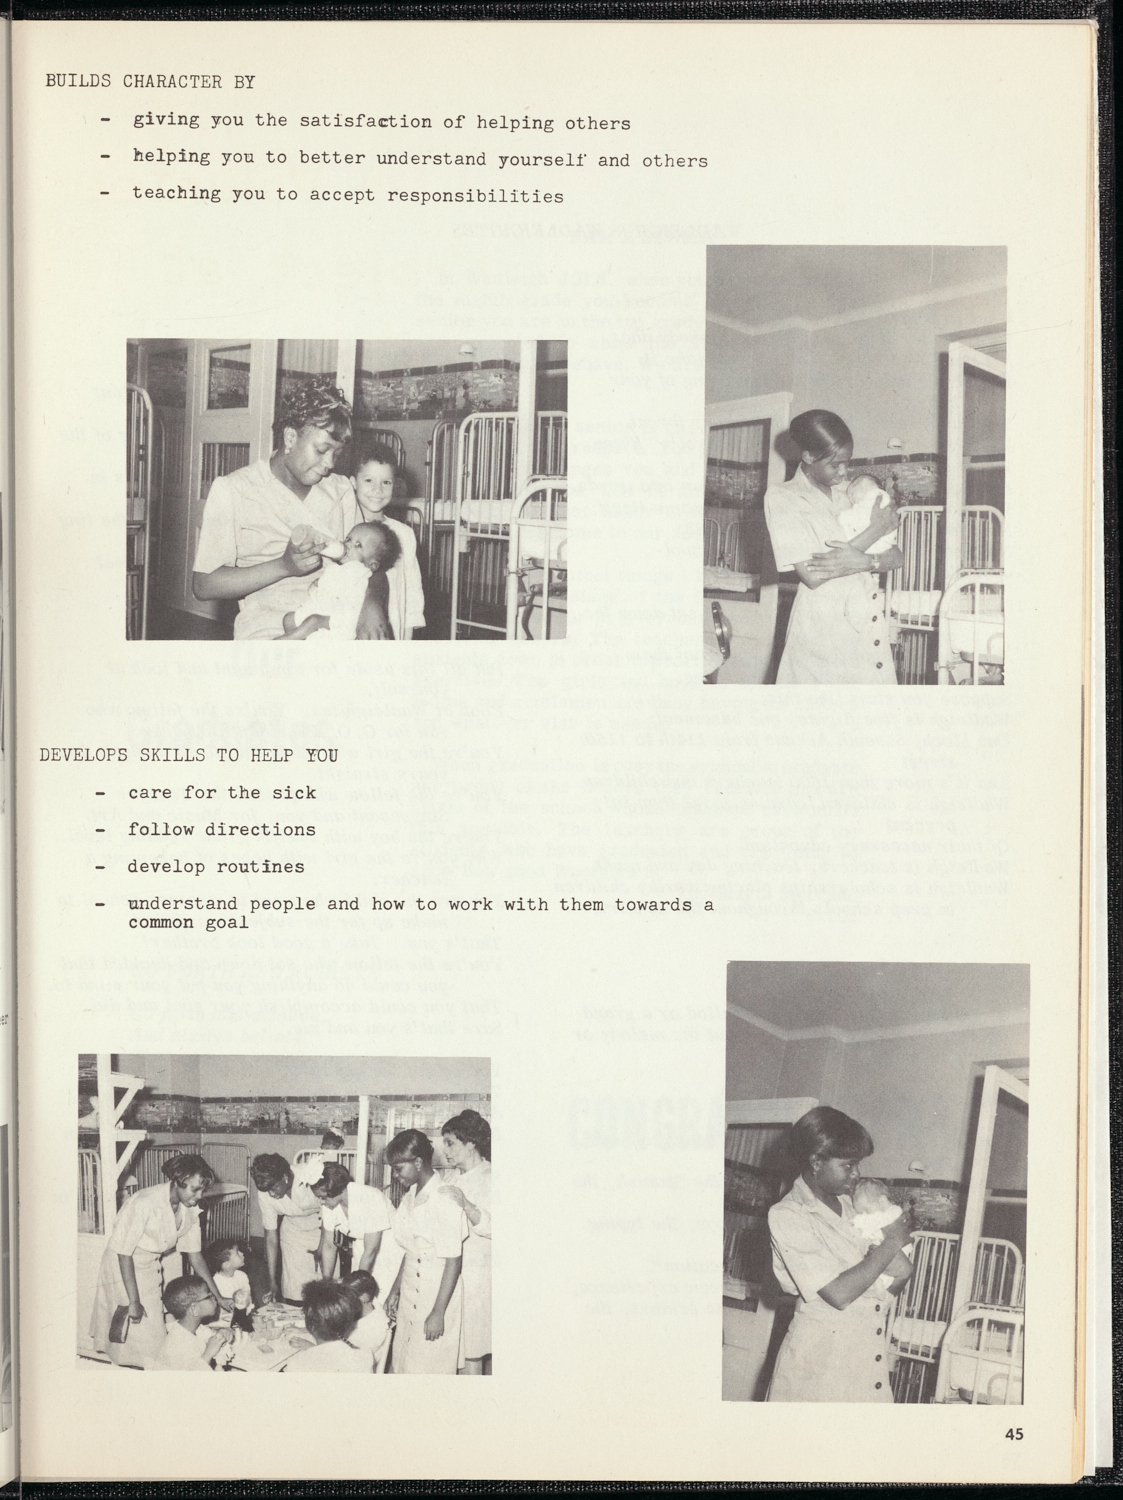 BUILDS CHARACTER BY
- giving you the satisfaction of helping others
- helping you to better understand yourself and others
- teaching you to accept responsibilities
DEVELOPS SKILLS TO HELP YOU
- care for the sick
- follow directions
- develop routines
- understand people and how to work with them towards a
common goal
45